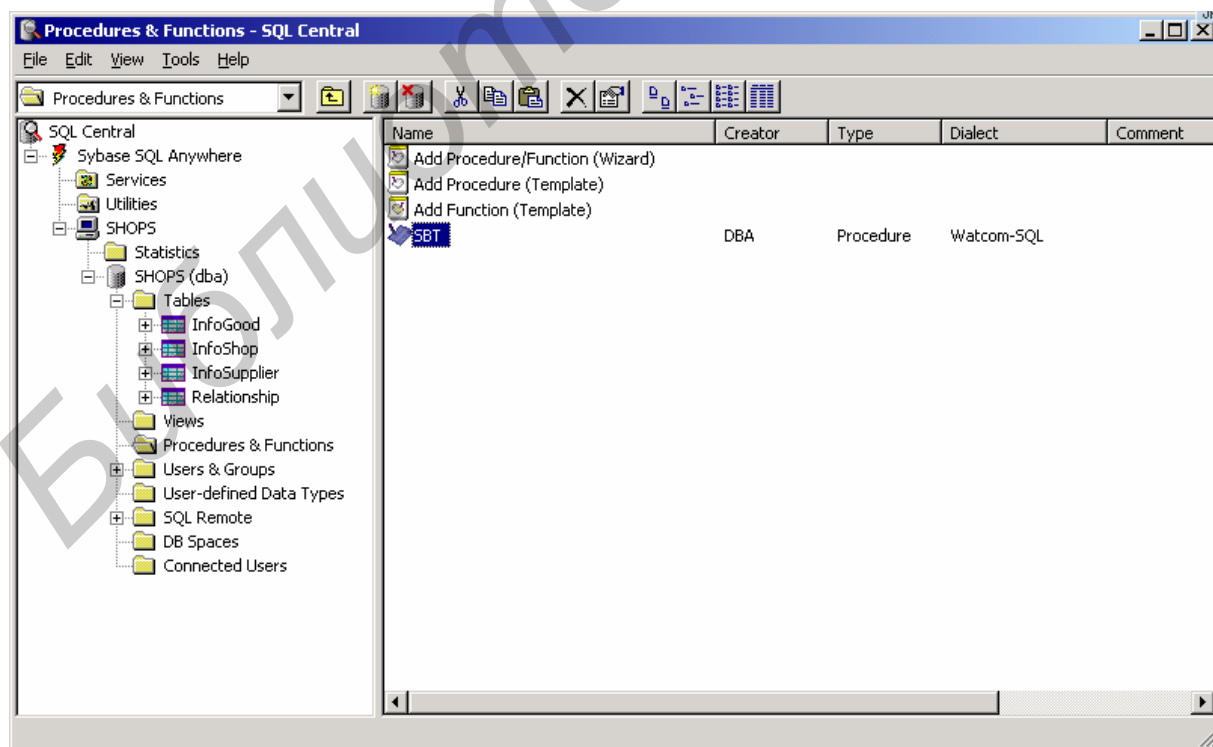 Procedures & Functions - SQL Central
File Edit View Tools Help
Procedures & Functions
SQL Central
Sybase SQL Anywhere
Services
Utilities
SHOPS
Statistics
SHOPS (dba)
Tables
InfoGood
InfoShop
InfoSupplier
Relationship
Views
Procedures & Functions
Users & Groups
User-defined Data Types
SQL Remote
DB Spaces
Connected Users
Name Creator Type Dialect Comment
Add Procedure/Function (Wizard)
Add Procedure (Template)
Add Function (Template)
SBT DBA Procedure Watcom-SQL